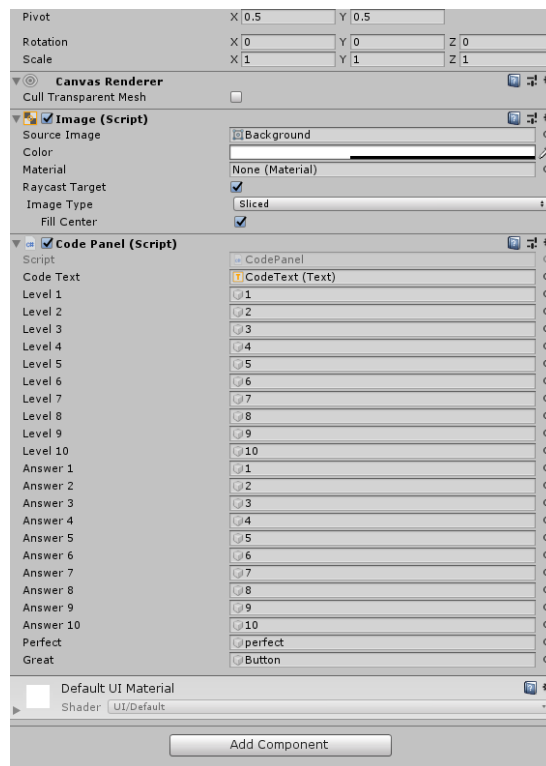 Pivot X 0.5 Y 0.5
Rotation X 0 Y 0 Z 0
Scale X 1 Y 1 Z 1
Canvas Renderer
Cull Transparent Mesh
Image (Script)
Source Image Background
Color
Material None (Material)
Raycast Target
Image Type Sliced
Fill Center
Code Panel (Script)
Script CodePanel
Code Text CodeText (Text)
Level 1 1
Level 2 2
Level 3 3
Level 4 4
Level 5 5
Level 6 6
Level 7 7
Level 8 8
Level 9 9
Level 10 10
Answer 1 1
Answer 2 2
Answer 3 3
Answer 4 4
Answer 5 5
Answer 6 6
Answer 7 7
Answer 8 8
Answer 9 9
Answer 10 10
Perfect perfect
Great Button
Default UI Material
Shader UI/Default
Add Component